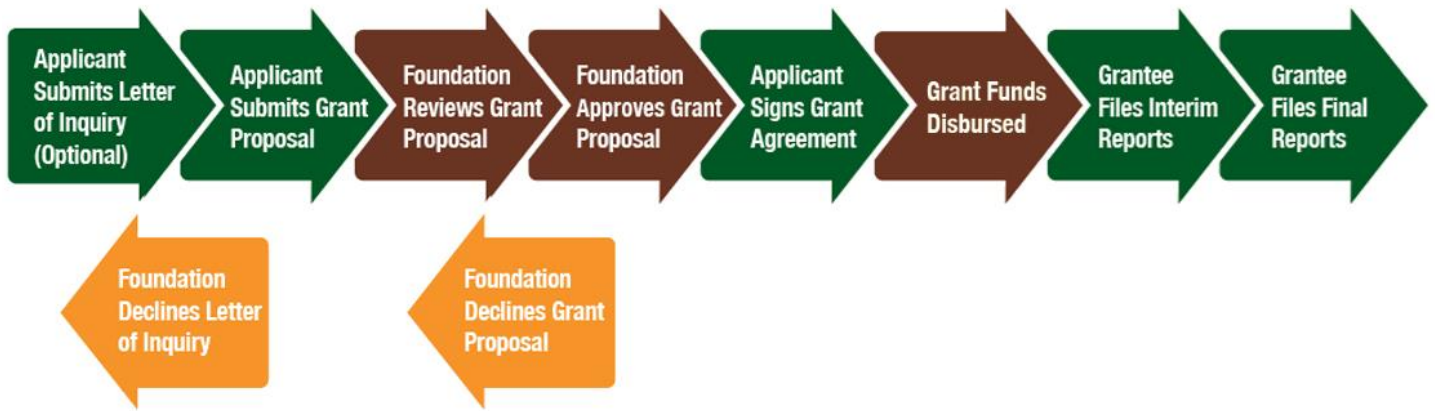 Applicant
Submits Letter
of Inquiry
(Optional)
Applicant
Submits Grant
Proposal
Foundation
Reviews Grant
Proposal
Foundation
Approves Grant
Proposal
Applicant
Signs Grant
Agreement
Grant Funds
Disbursed
Grantee
Files Interim
Reports
Grantee
Files Final
Reports
Foundation
Declines Letter
of Inquiry
Foundation
Declines Grant
Proposal